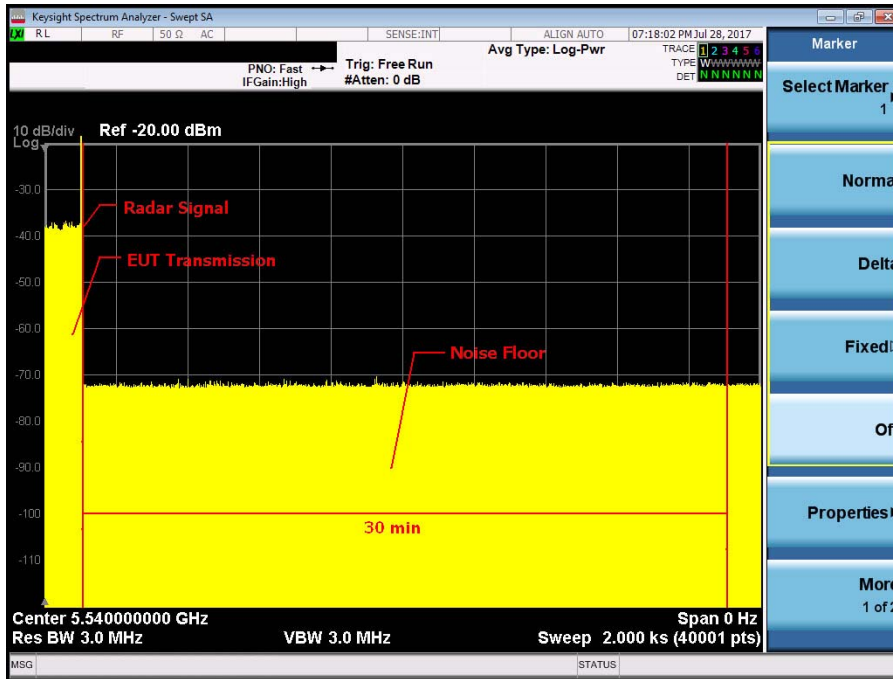 Keysight Spectrum Analyzer - Swept SA
LXI RL RF 50 Ω AC SENSE:INT ALIGN AUTO 07:18:02 PM Jul 28, 2017
Avg Type: Log-Pwr
TRACE 1 2 3 4 5 6
TYPE WWWWWW
DET N N N N N N
PNO: Fast
IFGain:High
Trig: Free Run
#Atten: 0 dB
10 dB/div
Log
Ref -20.00 dBm
-30.0
-40.0
-50.0
-60.0
-70.0
-80.0
-90.0
-100
-110
Radar Signal
EUT Transmission
Noise Floor
30 min
Center 5.540000000 GHz
Span 0 Hz
Res BW 3.0 MHz
VBW 3.0 MHz
Sweep 2.000 ks (40001 pts)
MSG
STATUS
Marker
Select Marker
1
Norma
Delta
Fixed
Of
Properties
More
1 of 2